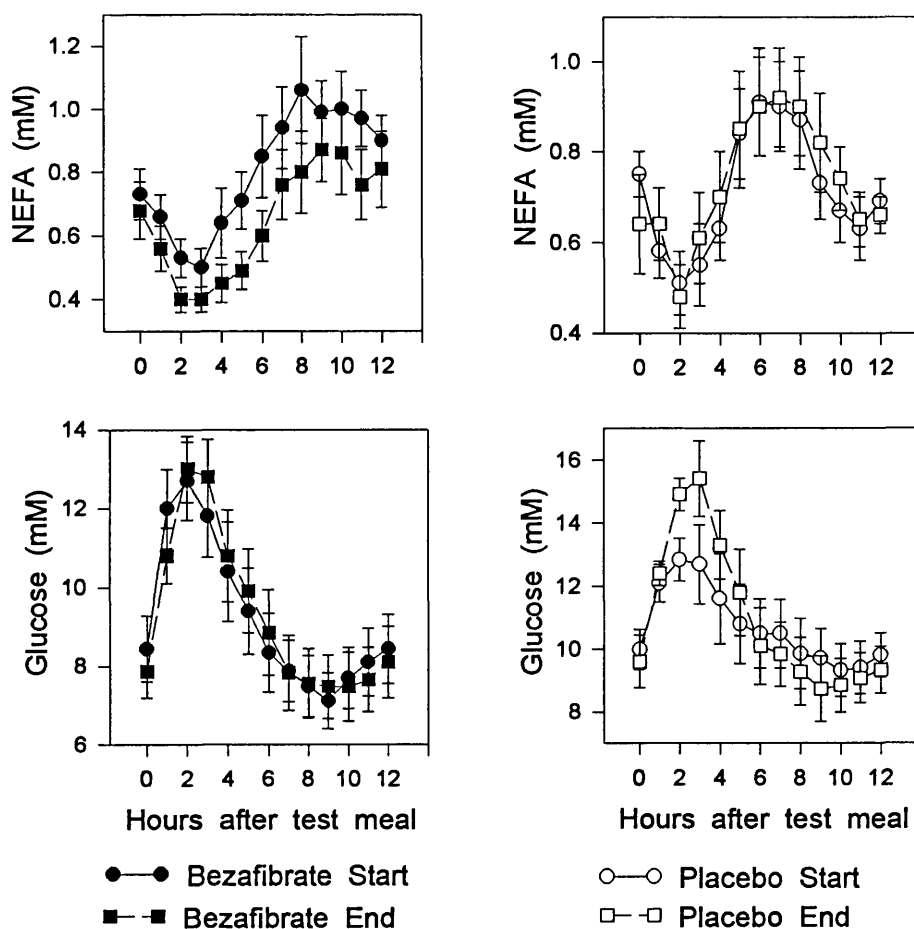 NEFA (mM)
1.2
1.0
0.8
0.6
0.4
0 2 4 6 8 10 12
NEFA (mM)
1.0
0.8
0.6
0.4
0 2 4 6 8 10 12
Glucose (mM)
14
12
10
8
6
0 2 4 6 8 10 12
Hours after test meal
Glucose (mM)
16
14
12
10
8
0 2 4 6 8 10 12
Hours after test meal
Bezafibrate Start
Bezafibrate End
Placebo Start
Placebo End